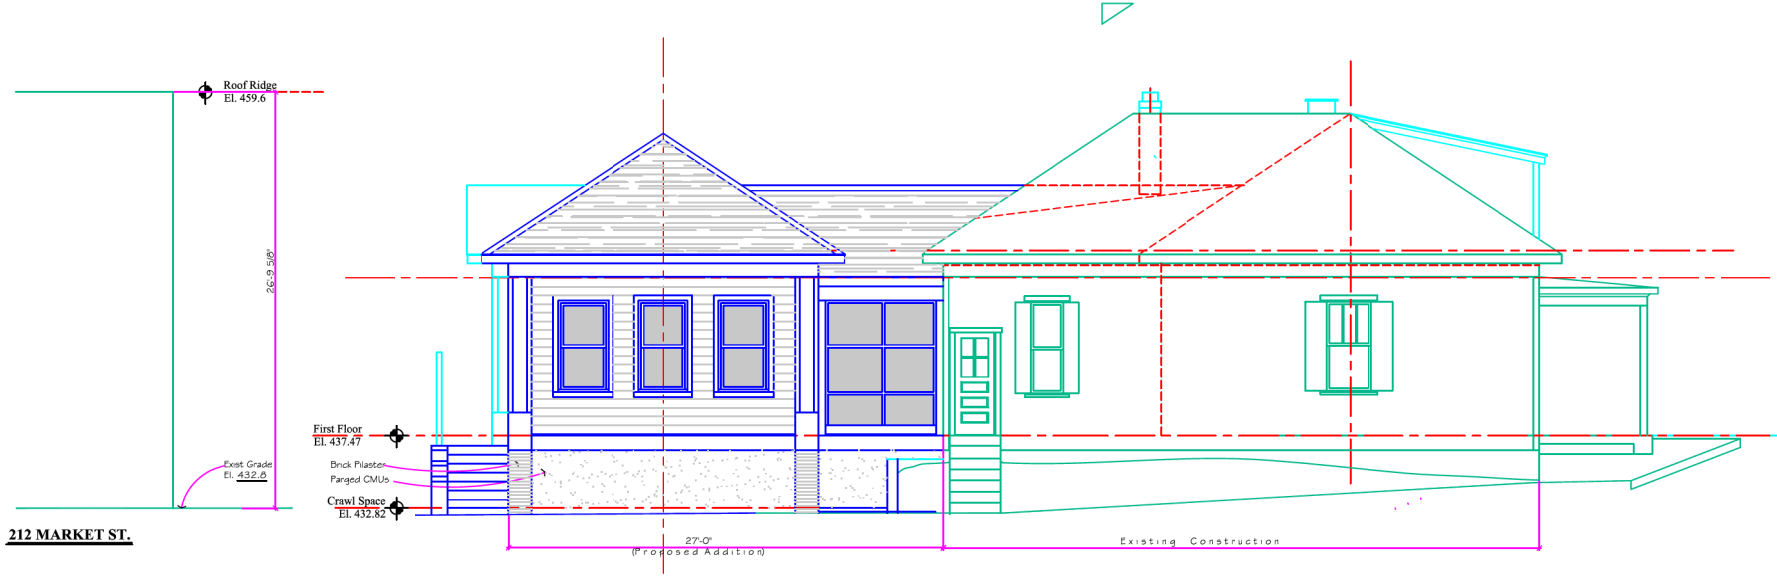 Roof Ridge
El. 459.6
26'-9 5/8"
First Floor
El. 437.47
Exist Grade
El. 432.8
Brick Pilaster
Parged CMUs
Crawl Space
El. 432.82
212 MARKET ST.
27'-0"
(Proposed Addition)
Existing Construction